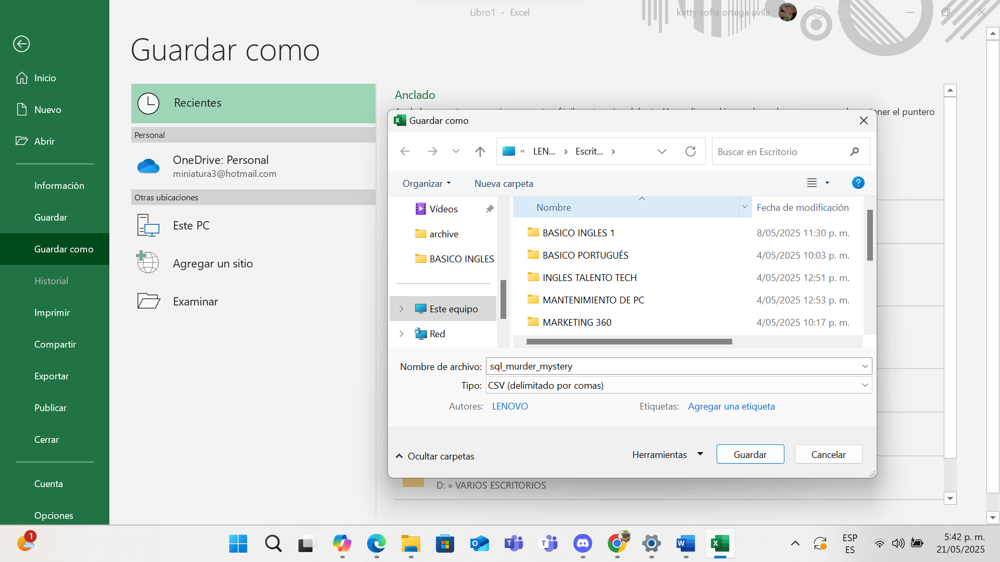 Libro1 - Excel
ketty sofia ortega avila
Guardar como
Inicio
Nuevo
Abrir
Información
Guardar
Guardar como
Historial
Imprimir
Compartir
Exportar
Publicar
Cerrar
Cuenta
Opciones
Recientes
Personal
OneDrive: Personal
miniatura3@hotmail.com
Otras ubicaciones
Este PC
Agregar un sitio
Examinar
Anclado
el puntero
Guardar como
« LEN... › Escrit... ›
Buscar en Escritorio
Organizar
Nueva carpeta
Vídeos
archive
BASICO INGLES
Este equipo
Red
Nombre
Fecha de modificación
BASICO INGLES 1
8/05/2025 11:30 p. m.
BASICO PORTUGUÉS
4/05/2025 10:03 p. m.
INGLES TALENTO TECH
4/05/2025 12:51 p. m.
MANTENIMIENTO DE PC
4/05/2025 12:53 p. m.
MARKETING 360
4/05/2025 10:17 p. m.
Nombre de archivo: sql_murder_mystery
Tipo: CSV (delimitado por comas)
Autores: LENOVO
Etiquetas: Agregar una etiqueta
Ocultar carpetas
Herramientas
Guardar
Cancelar
D: » VARIOS ESCRITORIOS
1
ESP
ES
5:42 p. m.
21/05/2025